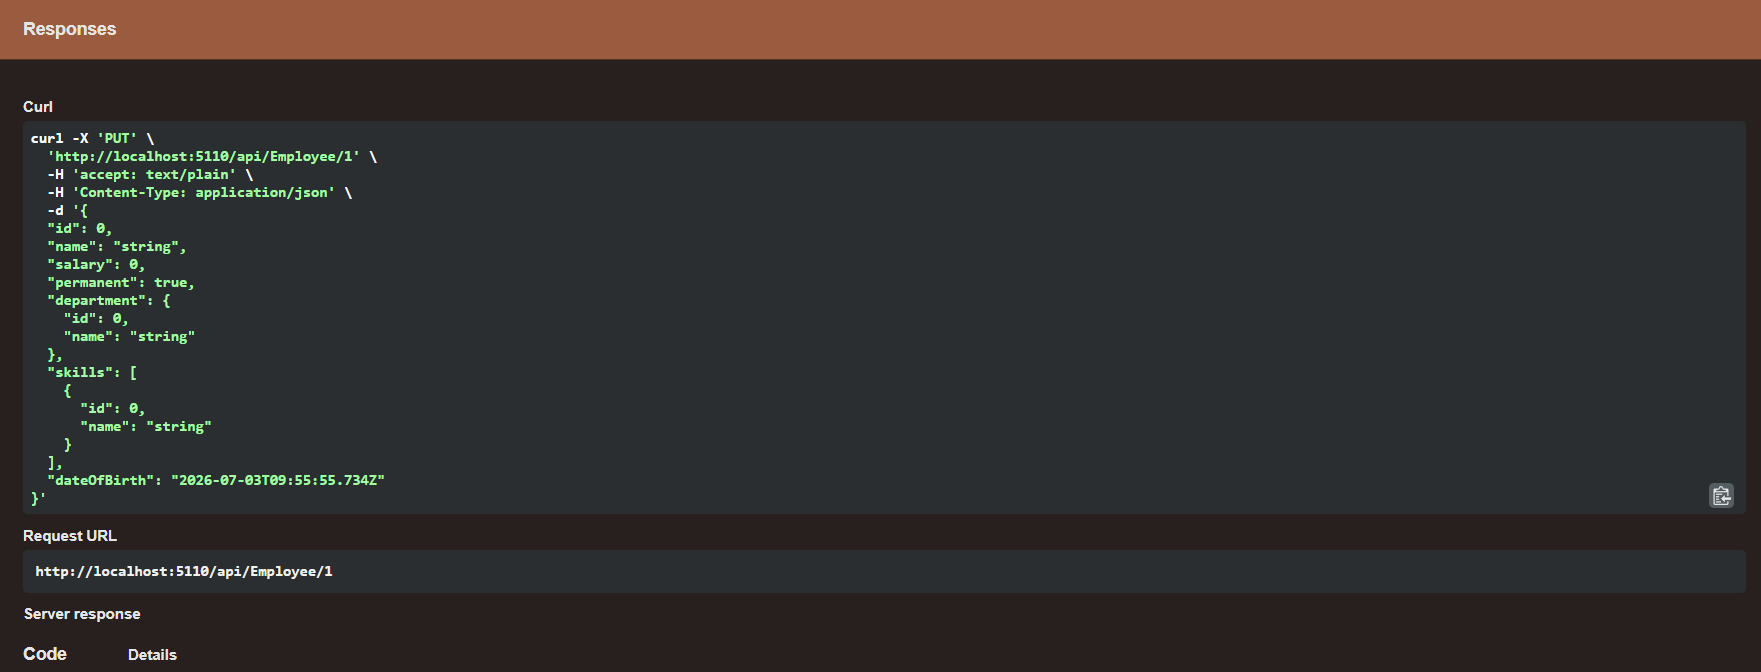 Responses
Curl
curl -X 'PUT' \
  'http://localhost:5110/api/Employee/1' \
  -H 'accept: text/plain' \
  -H 'Content-Type: application/json' \
  -d '{
  "id": 0,
  "name": "string",
  "salary": 0,
  "permanent": true,
  "department": {
    "id": 0,
    "name": "string"
  },
  "skills": [
    {
      "id": 0,
      "name": "string"
    }
  ],
  "dateOfBirth": "2026-07-03T09:55:55.734Z"
}'
Request URL
http://localhost:5110/api/Employee/1
Server response
Code Details